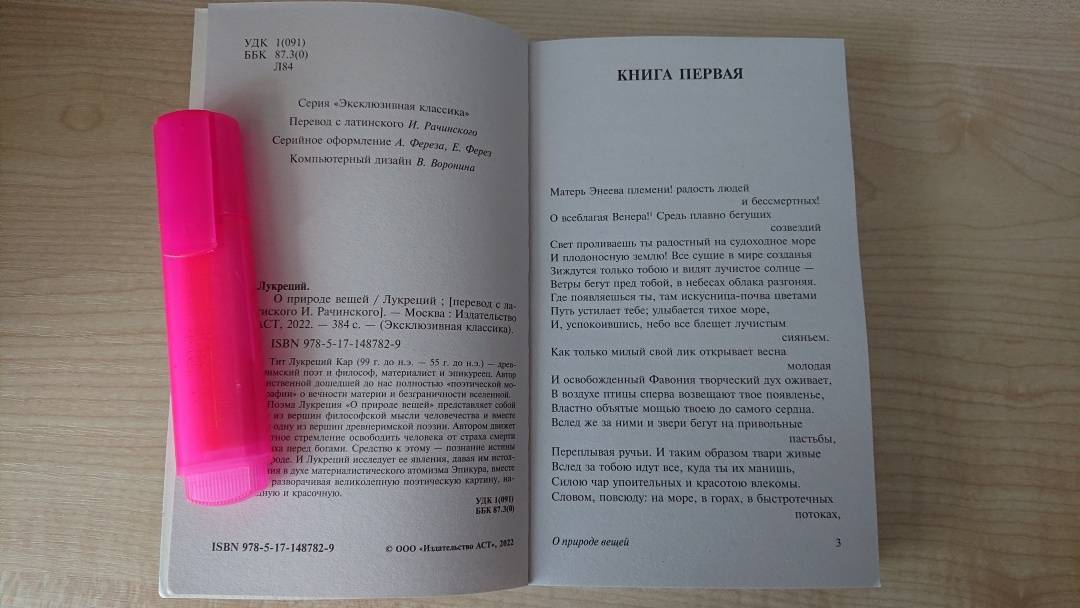 УДК 1(091)
ББК 87.3(0)
Л84
Серия «Эксклюзивная классика»
Перевод с латинского И. Рачинского
Серийное оформление А. Фереза, Е. Ферез
Компьютерный дизайн В. Воронина
Лукреций.
О природе вещей / Лукреций ; [перевод с ла-
И. Рачинского]. — Москва : Издательство
АСТ, 2022. — 384 с. — (Эксклюзивная классика).
ISBN 978-5-17-148782-9
Тит Лукреций Кар (99 г. до н.э. — 55 г. до н.э.) — древ-
поэт и философ, материалист и эпикуреец. Автор
дошедшей до нас полностью «поэтической мо-
о вечности материи и безграничности вселенной.
Поэма Лукреция «О природе вещей» представляет собой
из вершин философской мысли человечества и вместе
одну из вершин древнеримской поэзии. Автором движет
стремление освободить человека от страха смерти
перед богами. Средство к этому — познание истины
И Лукреций исследует ее явления, давая им истол-
в духе материалистического атомизма Эпикура, вместе
разворачивая великолепную поэтическую картину, на-
и красочную.
УДК 1(091)
ББК 87.3(0)
ISBN 978-5-17-148782-9
© ООО «Издательство АСТ», 2022
КНИГА ПЕРВАЯ
Матерь Энеева племени! радость людей
и бессмертных!
О всеблагая Венера!¹ Средь плавно бегущих
созвездий
Свет проливаешь ты радостный на судоходное море
И плодоносную землю! Все сущие в мире созданья
Зиждутся только тобою и видят лучистое солнце —
Ветры бегут пред тобой, в небесах облака разгоняя.
Где появляешься ты, там искусница-почва цветами
Путь устилает тебе; улыбается тихое море,
И, успокоившись, небо все блещет лучистым
сияньем.
Как только милый свой лик открывает весна
молодая
И освобожденный Фавония творческий дух оживает,
В воздухе птицы сперва возвещают твое появленье,
Властно объятые мощью твоею до самого сердца.
Вслед же за ними и звери бегут на привольные
пастьбы,
Переплывая ручьи. И таким образом твари живые
Вслед за тобою идут все, куда ты их манишь,
Силою чар упоительных и красотою влекомы.
Словом, повсюду: на море, в горах, в быстротечных
потоках,
О природе вещей
3